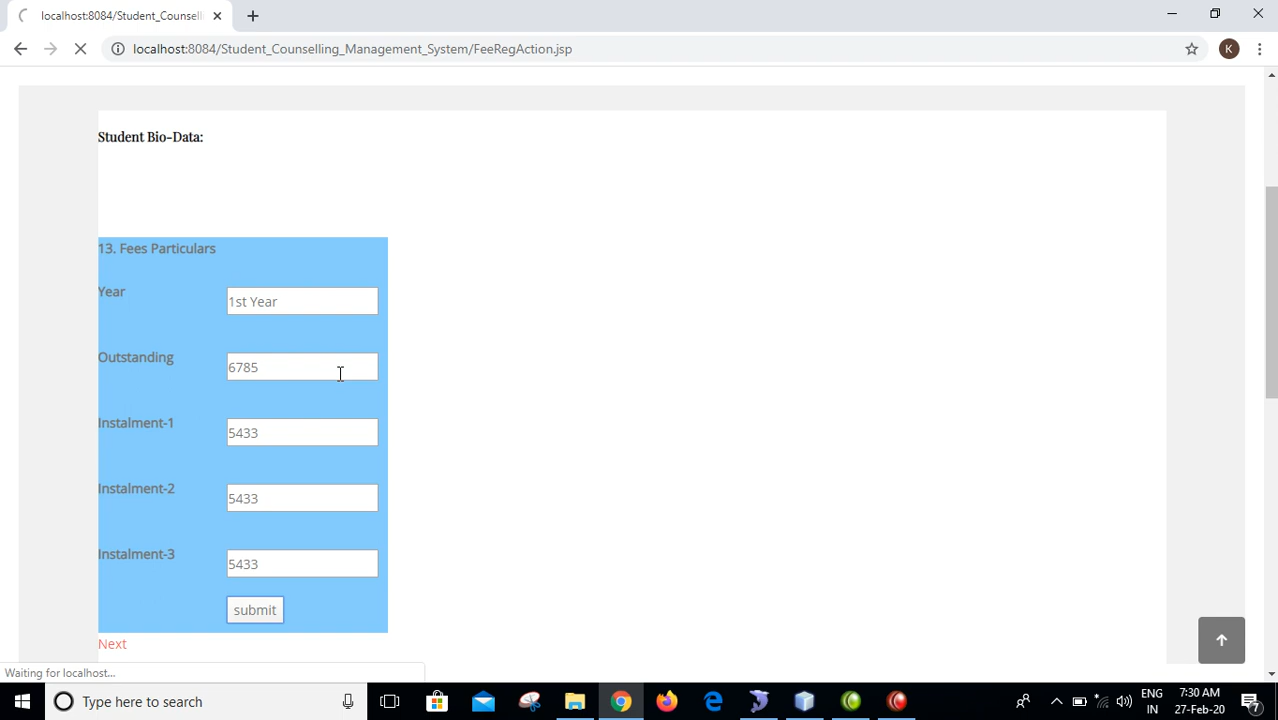 localhost:8084/Student_Counselli
localhost:8084/Student_Counselling_Management_System/FeeRegAction.jsp
K
Student Bio-Data:
13. Fees Particulars
Year
1st Year
Outstanding
6785
Instalment-1
5433
Instalment-2
5433
Instalment-3
5433
submit
Next
Waiting for localhost...
Type here to search
ENG
IN
7:30 AM
27-Feb-20
7